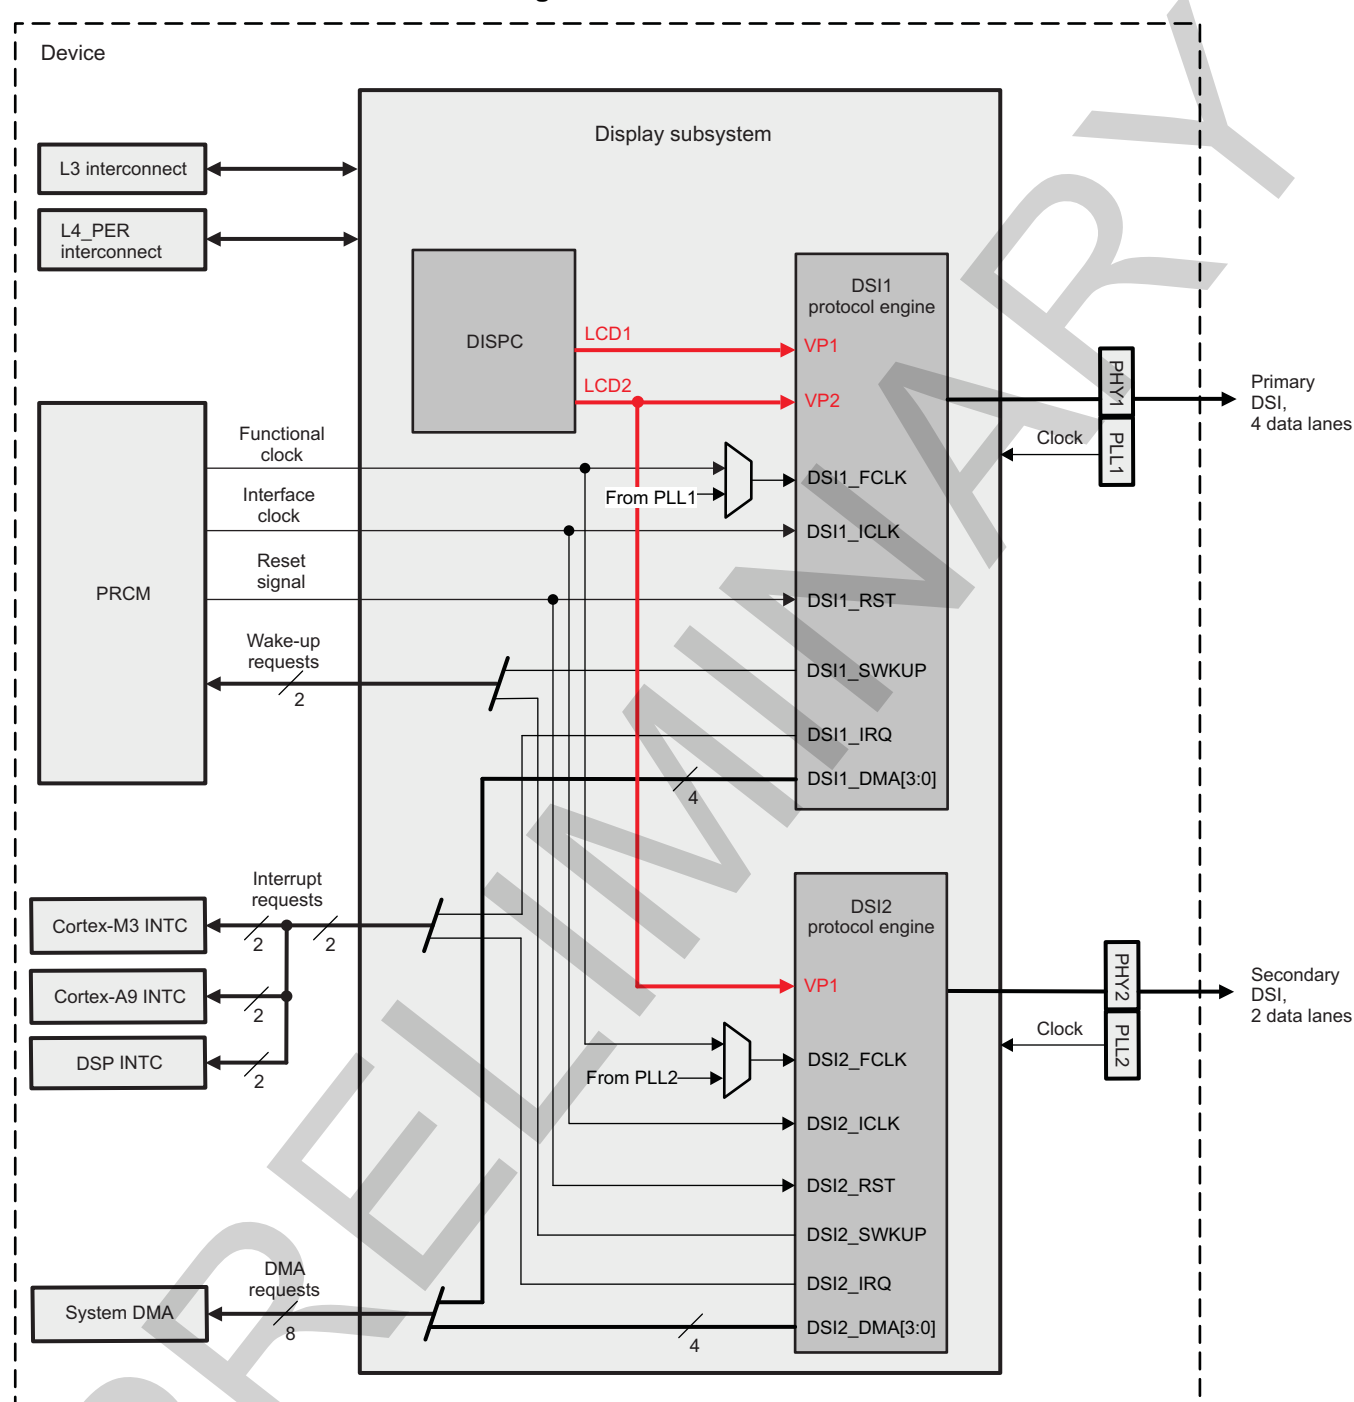 Device
Display subsystem
L3 interconnect
L4_PER
interconnect
DISPC
LCD1
LCD2
DSI1
protocol engine
VP1
VP2
PHY1
PLL1
Clock
Primary
DSI,
4 data lanes
PRCM
Functional
clock
Interface
clock
Reset
signal
Wake-up
requests
2
From PLL1
DSI1_FCLK
DSI1_ICLK
DSI1_RST
DSI1_SWKUP
DSI1_IRQ
DSI1_DMA[3:0]
4
Interrupt
requests
Cortex-M3 INTC
2
2
Cortex-A9 INTC
2
DSP INTC
2
DSI2
protocol engine
VP1
PHY2
PLL2
Clock
Secondary
DSI,
2 data lanes
From PLL2
DSI2_FCLK
DSI2_ICLK
DSI2_RST
DSI2_SWKUP
DSI2_IRQ
DSI2_DMA[3:0]
4
DMA
requests
System DMA
8
PRELIMINARY